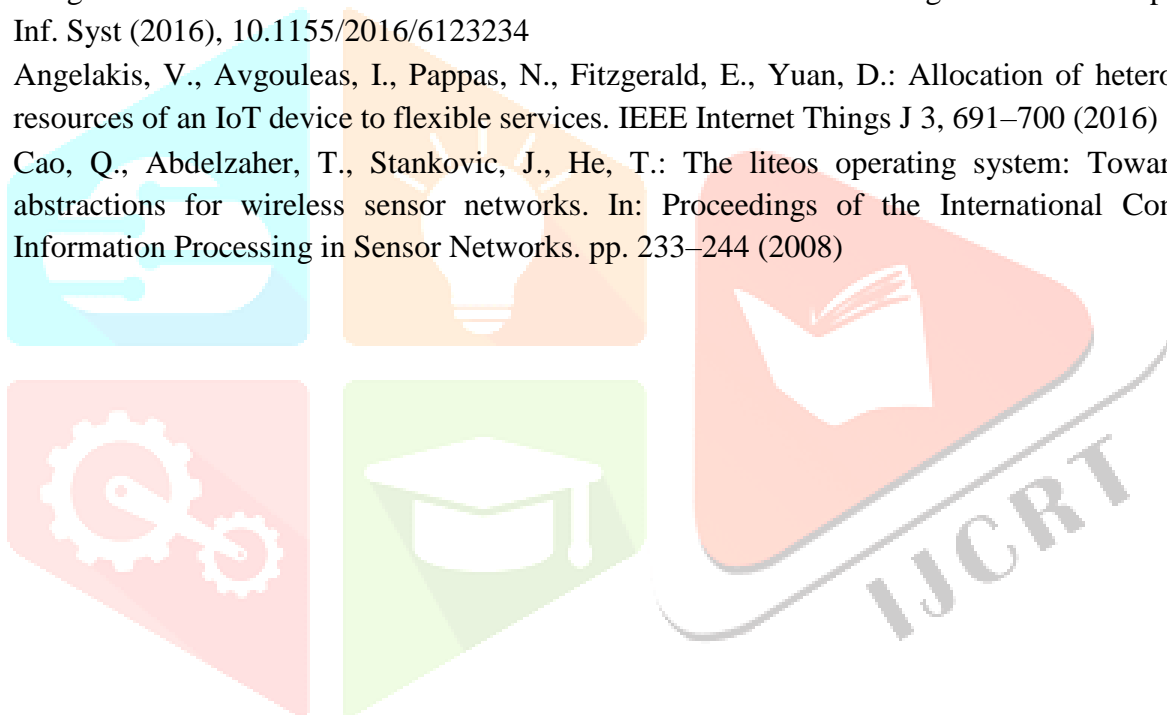 Inf. Syst (2016), 10.1155/2016/6123234
Angelakis, V., Avgouleas, I., Pappas, N., Fitzgerald, E., Yuan, D.: Allocation of
resources of an IoT device to flexible services. IEEE Internet Things J 3, 691–700 (2016)
Cao, Q., Abdelzaher, T., Stankovic, J., He, T.: The liteos operating system:
abstractions for wireless sensor networks. In: Proceedings of the International
Information Processing in Sensor Networks. pp. 233–244 (2008)
IJCRT